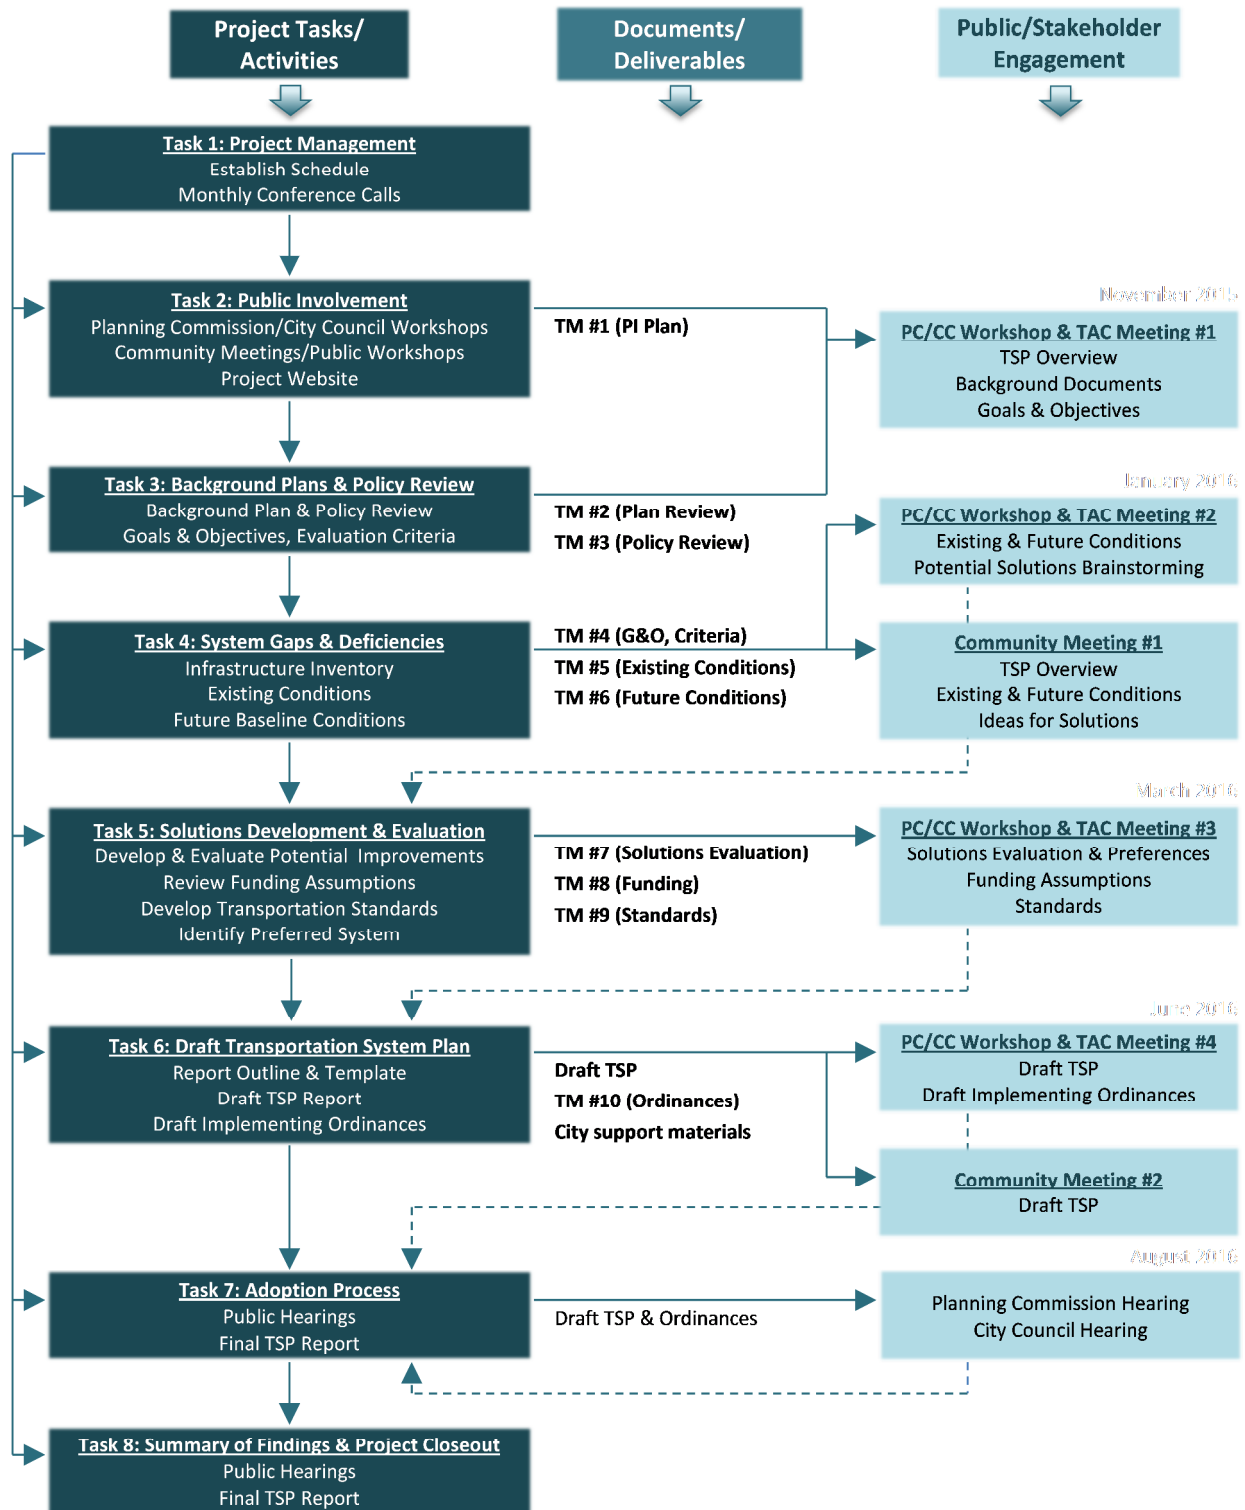 Project Tasks/
Activities
Documents/
Deliverables
Public/Stakeholder
Engagement
Task 1: Project Management
Establish Schedule
Monthly Conference Calls
Task 2: Public Involvement
Planning Commission/City Council Workshops
Community Meetings/Public Workshops
Project Website
TM #1 (PI Plan)
November 2015
PC/CC Workshop & TAC Meeting #1
TSP Overview
Background Documents
Goals & Objectives
Task 3: Background Plans & Policy Review
Background Plan & Policy Review
Goals & Objectives, Evaluation Criteria
TM #2 (Plan Review)
TM #3 (Policy Review)
January 2016
PC/CC Workshop & TAC Meeting #2
Existing & Future Conditions
Potential Solutions Brainstorming
Task 4: System Gaps & Deficiencies
Infrastructure Inventory
Existing Conditions
Future Baseline Conditions
TM #4 (G&O, Criteria)
TM #5 (Existing Conditions)
TM #6 (Future Conditions)
Community Meeting #1
TSP Overview
Existing & Future Conditions
Ideas for Solutions
March 2016
Task 5: Solutions Development & Evaluation
Develop & Evaluate Potential Improvements
Review Funding Assumptions
Develop Transportation Standards
Identify Preferred System
TM #7 (Solutions Evaluation)
TM #8 (Funding)
TM #9 (Standards)
PC/CC Workshop & TAC Meeting #3
Solutions Evaluation & Preferences
Funding Assumptions
Standards
June 2016
Task 6: Draft Transportation System Plan
Report Outline & Template
Draft TSP Report
Draft Implementing Ordinances
Draft TSP
TM #10 (Ordinances)
City support materials
PC/CC Workshop & TAC Meeting #4
Draft TSP
Draft Implementing Ordinances
Community Meeting #2
Draft TSP
August 2016
Task 7: Adoption Process
Public Hearings
Final TSP Report
Draft TSP & Ordinances
Planning Commission Hearing
City Council Hearing
Task 8: Summary of Findings & Project Closeout
Public Hearings
Final TSP Report